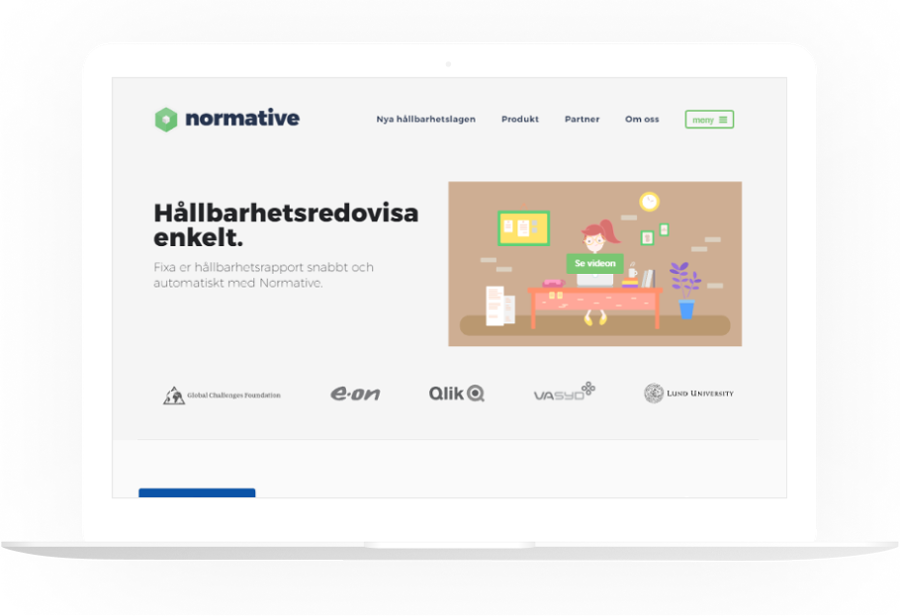 normative
Nya hållbarhetslagen
Produkt
Partner
Om oss
meny
Hållbarhetsredovisa
enkelt.
Fixa er hållbarhetsrapport snabbt och
automatiskt med Normative.
Se videon
Global Challenges Foundation
e·on
Qlik
VASYD
LUND UNIVERSITY